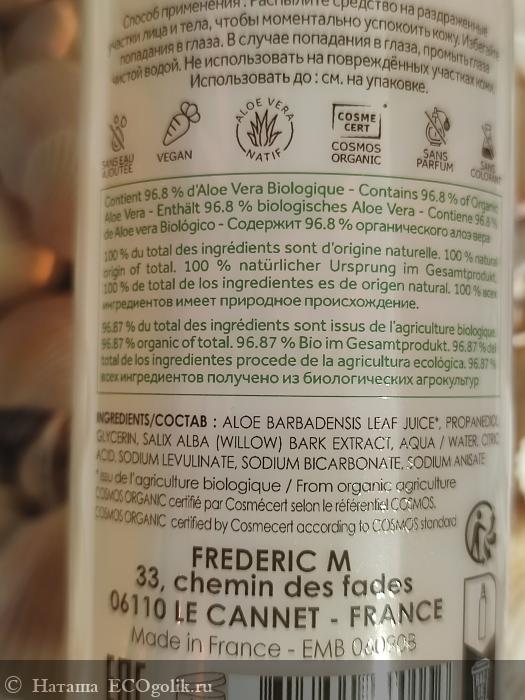 Способ применения : Распылите средство на раздражённые
участки лица и тела, чтобы моментально успокоить кожу. Избегайте
попадания в глаза. В случае попадания в глаза, промыть глаза
чистой водой. Не использовать на повреждённых участках кожи.
Использовать до : см. на упаковке.
SANS EAU AJOUTÉE
VEGAN
ALOE VERA NATIF
COSME CERT
COSMOS ORGANIC
SANS PARFUM
SANS COLORANT
Contient 96.8 % d'Aloe Vera Biologique - Contains 96.8 % of Organic
Aloe Vera - Enthält 96.8 % biologisches Aloe Vera - Contiene 96.8 %
de Aloe vera Biológico - Содержит 96.8 % органического алоэ вера
100 % du total des ingrédients sont d'origine naturelle. 100 % natural
origin of total. 100 % natürlicher Ursprung im Gesamtprodukt.
100 % de total de los ingredientes es de origen natural. 100 % всех
ингредиентов имеет природное происхождение.
96.87 % du total des ingrédients sont issus de l'agriculture biologique.
96.87 % organic of total. 96.87 % Bio im Gesamtprodukt. 96.87 % del
total de los ingredientes procede de la agricultura ecológica. 96.87 %
всех ингредиентов получено из биологических агрокультур
INGREDIENTS/СОСТАВ : ALOE BARBADENSIS LEAF JUICE*, PROPANEDIOL,
GLYCERIN, SALIX ALBA (WILLOW) BARK EXTRACT, AQUA / WATER, CITRIC
ACID, SODIUM LEVULINATE, SODIUM BICARBONATE, SODIUM ANISATE
*Issu de l'agriculture biologique / From organic agriculture
COSMOS ORGANIC certifié par Cosmécert selon le référentiel COSMOS.
COSMOS ORGANIC certified by Cosmecert according to COSMOS standard
FREDERIC M
33, chemin des fades
06110 LE CANNET - FRANCE
Made in France - EMB 06090B
EAC
© Наташа ECOgolik.ru